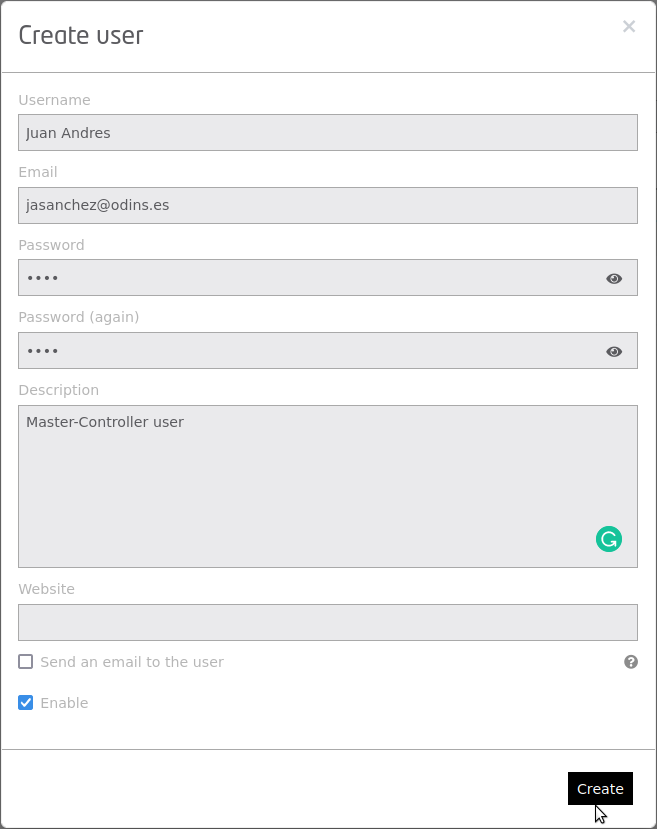 Create user
Username
Juan Andres
Email
jasanchez@odins.es
Password
••••
Password (again)
••••
Description
Master-Controller user
Website
Send an email to the user
Enable
Create